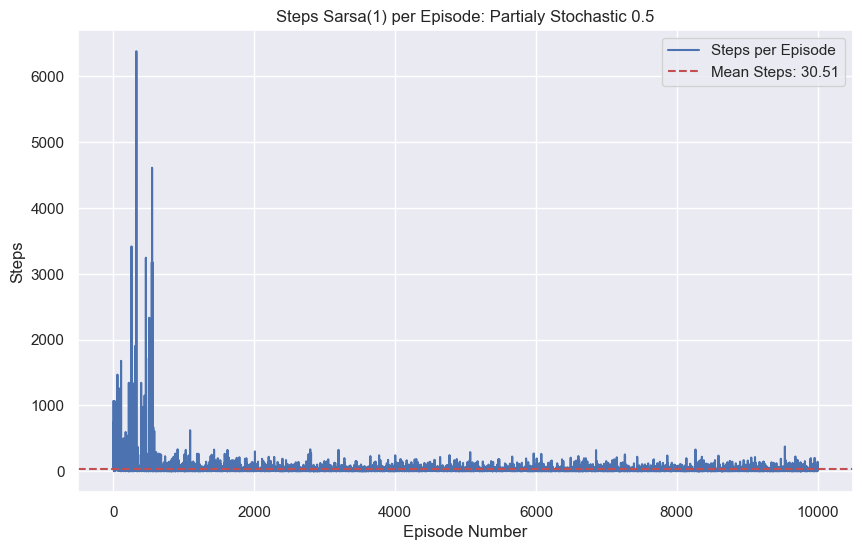 Steps Sarsa(1) per Episode: Partialy Stochastic 0.5
Steps per Episode
Mean Steps: 30.51
6000
5000
4000
3000
2000
1000
0
Steps
0
2000
4000
6000
8000
10000
Episode Number